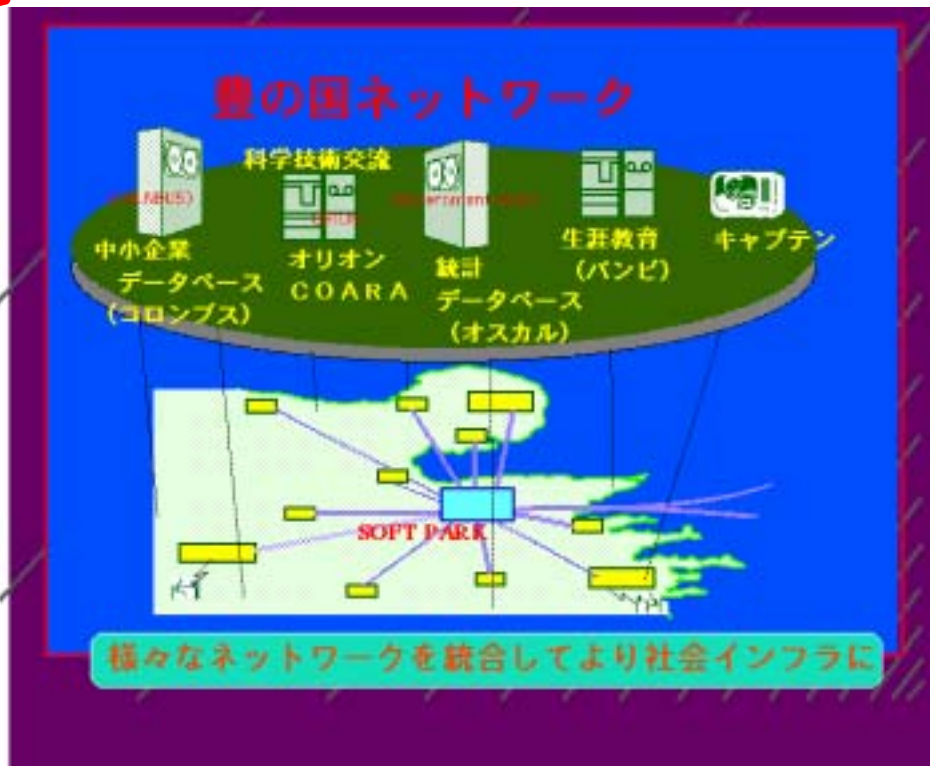 豊の国ネットワーク
科学技術交流
中小企業
データベース
(コロンブス)
オリオン
COARA
統計
データベース
(オスカル)
生涯教育
(バンビ)
キャプテン
SOFT PARK
様々なネットワークを統合してより社会インフラに